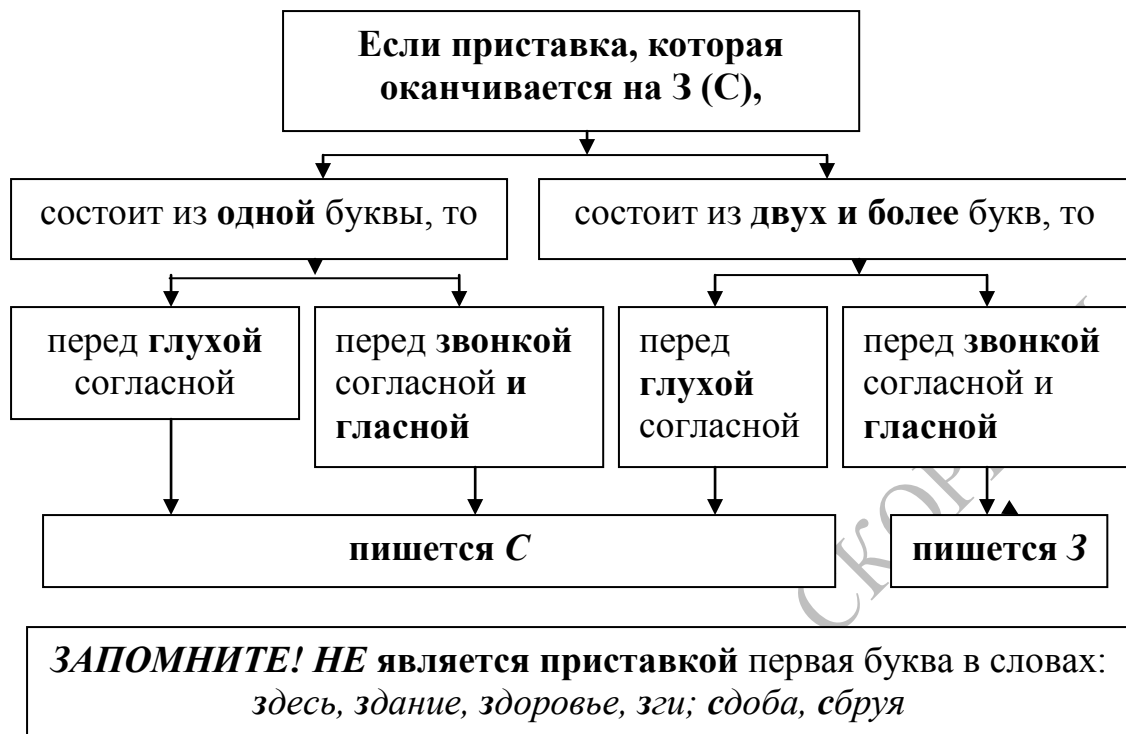 Если приставка, которая
оканчивается на З (С),
состоит из одной буквы, то
состоит из двух и более букв, то
перед глухой
согласной
перед звонкой
согласной и
гласной
перед
глухой
согласной
перед звонкой
согласной и
гласной
пишется С
пишется З
ЗАПОМНИТЕ! НЕ является приставкой первая буква в словах:
здесь, здание, здоровье, зги; сдоба, сбруя